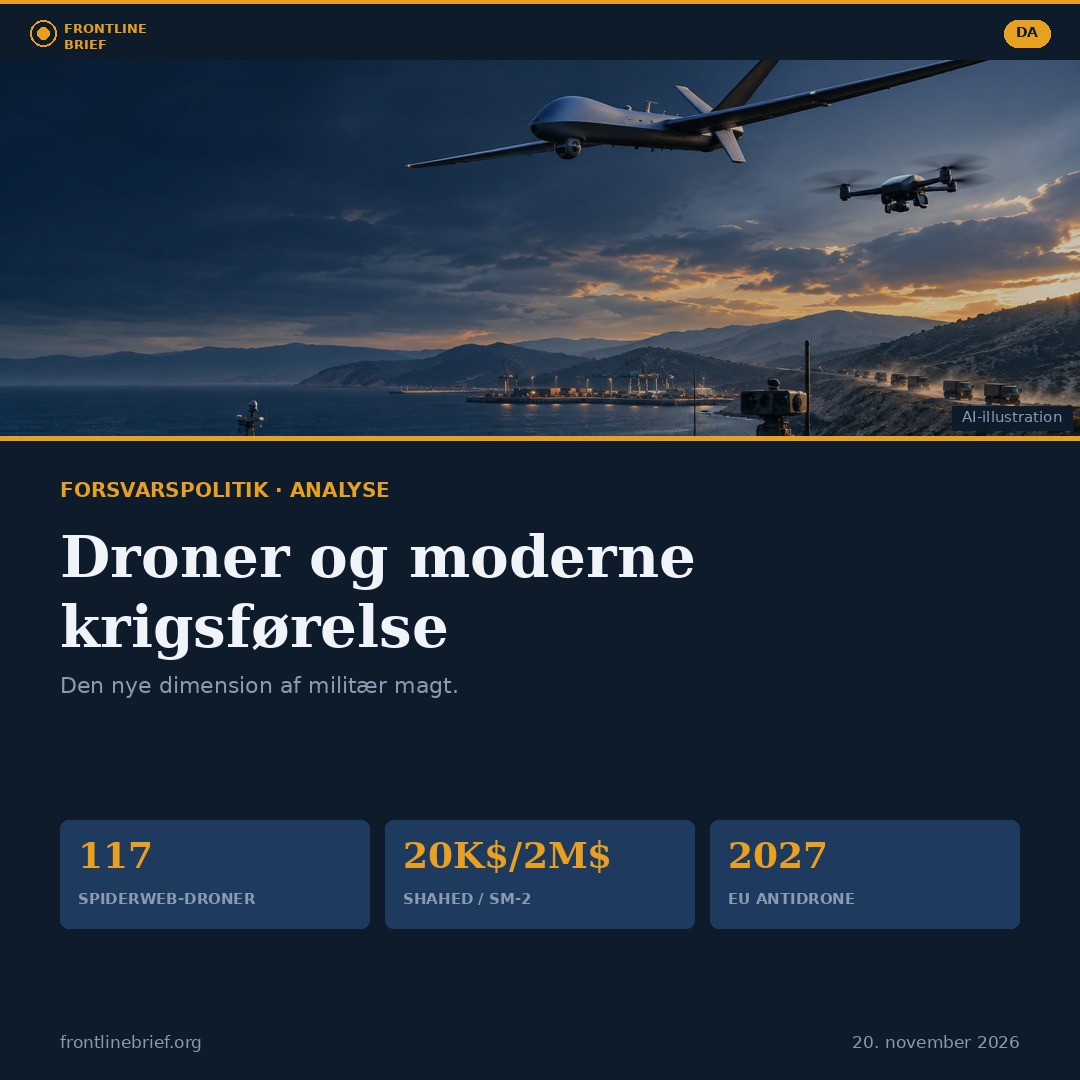 FRONTLINE
BRIEF
DA
AI-illustration
FORSVARSPOLITIK · ANALYSE
Droner og moderne
krigsførelse
Den nye dimension af militær magt.
117
SPIDERWEB-DRONER
20K$/2M$
SHAHED / SM-2
2027
EU ANTIDRONE
frontlinebrief.org
20. november 2026